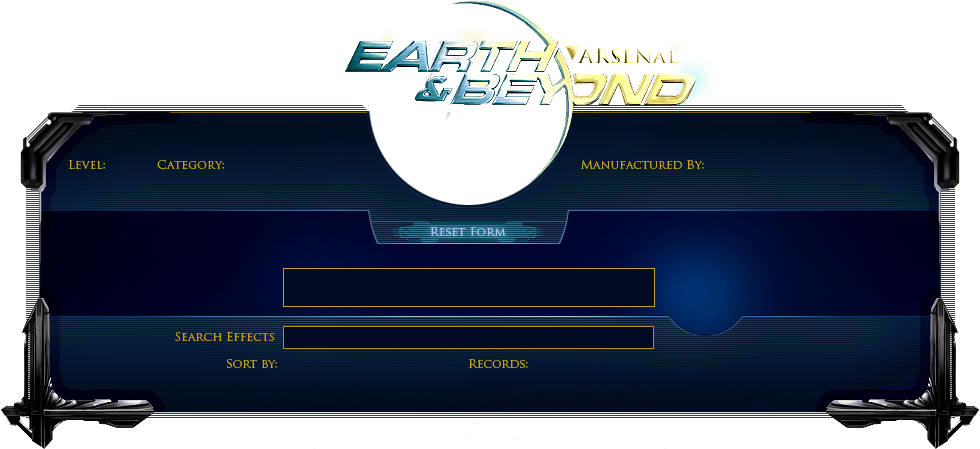 EARTH ARSENAL
& BEYOND
Level: Category: Manufactured By:
Reset Form
Search Effects
Sort by: Records: